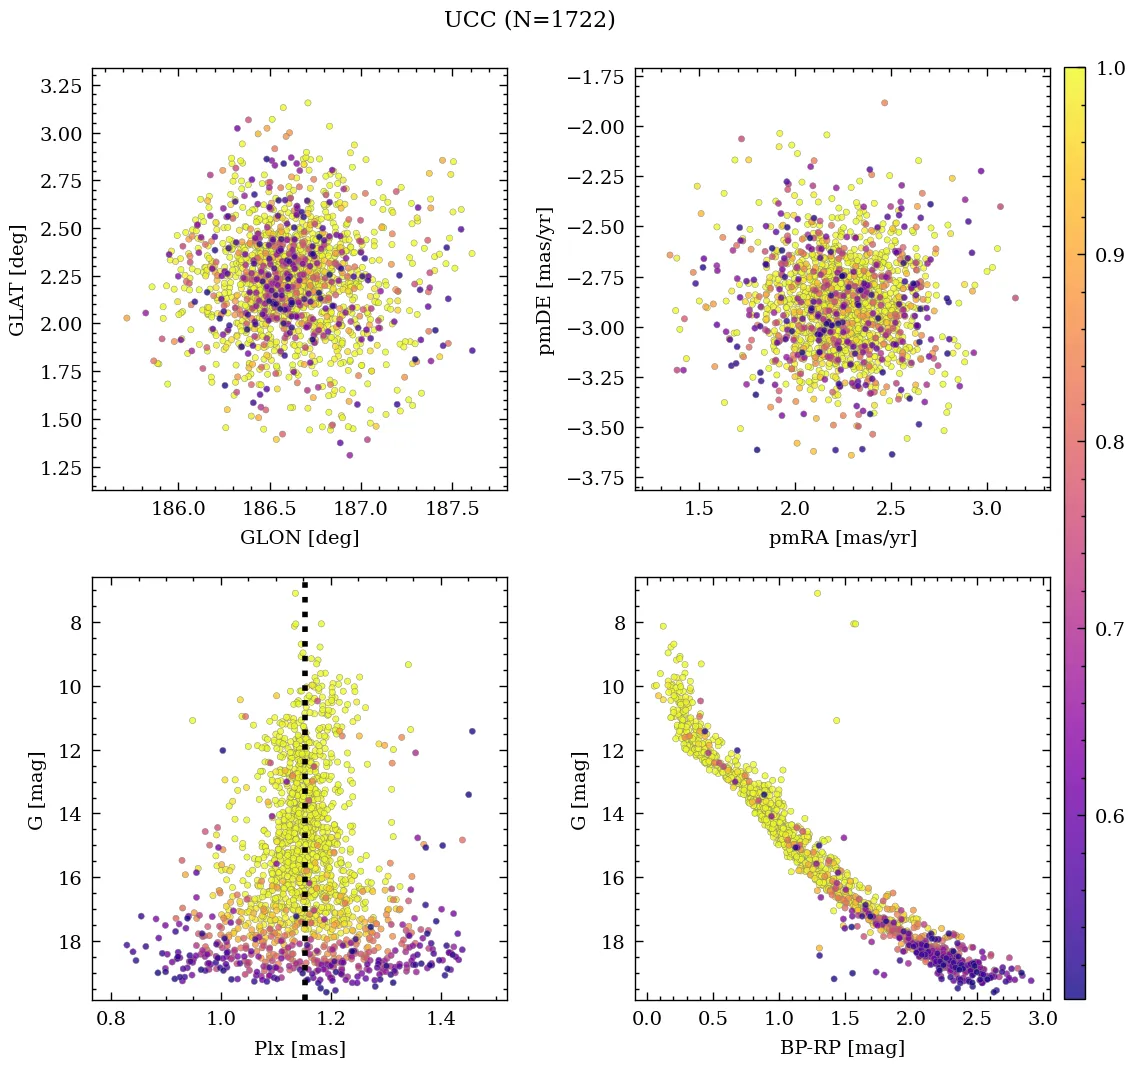 UCC (N=1722)
3.25
3.00
2.75
2.50
2.25
2.00
1.75
1.50
1.25
GLAT [deg]
186.0 186.5 187.0 187.5
GLON [deg]
−1.75
−2.00
−2.25
−2.50
−2.75
−3.00
−3.25
−3.50
−3.75
pmDE [mas/yr]
1.5 2.0 2.5 3.0
pmRA [mas/yr]
1.0
0.9
0.8
0.7
0.6
8
10
12
14
16
18
G [mag]
0.8 1.0 1.2 1.4
Plx [mas]
8
10
12
14
16
18
G [mag]
0.0 0.5 1.0 1.5 2.0 2.5 3.0
BP-RP [mag]